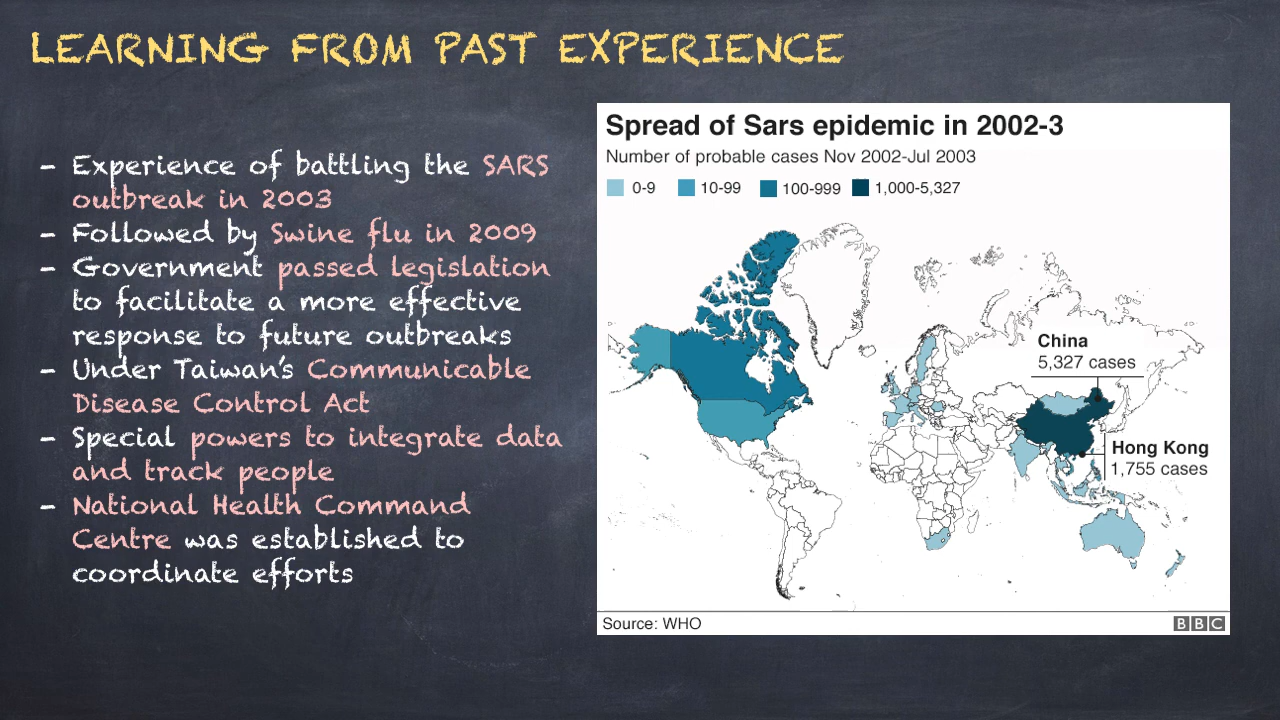 LEARNING FROM PAST EXPERIENCE
- Experience of battling the SARS
outbreak in 2003
- Followed by Swine flu in 2009
- Government passed legislation
to facilitate a more effective
response to future outbreaks
- Under Taiwan's Communicable
Disease Control Act
- Special powers to integrate data
and track people
- National Health Command
Centre was established to
coordinate efforts
Spread of Sars epidemic in 2002-3
Number of probable cases Nov 2002-Jul 2003
0-9 10-99 100-999 1,000-5,327
China
5,327 cases
Hong Kong
1,755 cases
Source: WHO
BBC